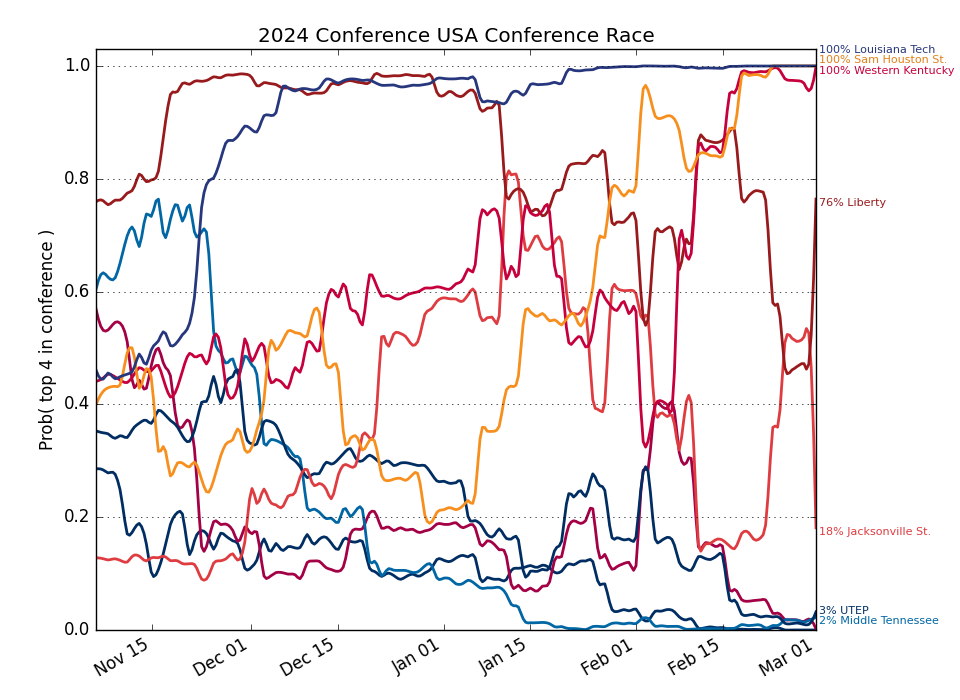 2024 Conference USA Conference Race
Prob( top 4 in conference )
1.0
0.8
0.6
0.4
0.2
0.0
Nov 15
Dec 01
Dec 15
Jan 01
Jan 15
Feb 01
Feb 15
Mar 01
100% Louisiana Tech
100% Sam Houston St.
100% Western Kentucky
76% Liberty
18% Jacksonville St.
3% UTEP
2% Middle Tennessee